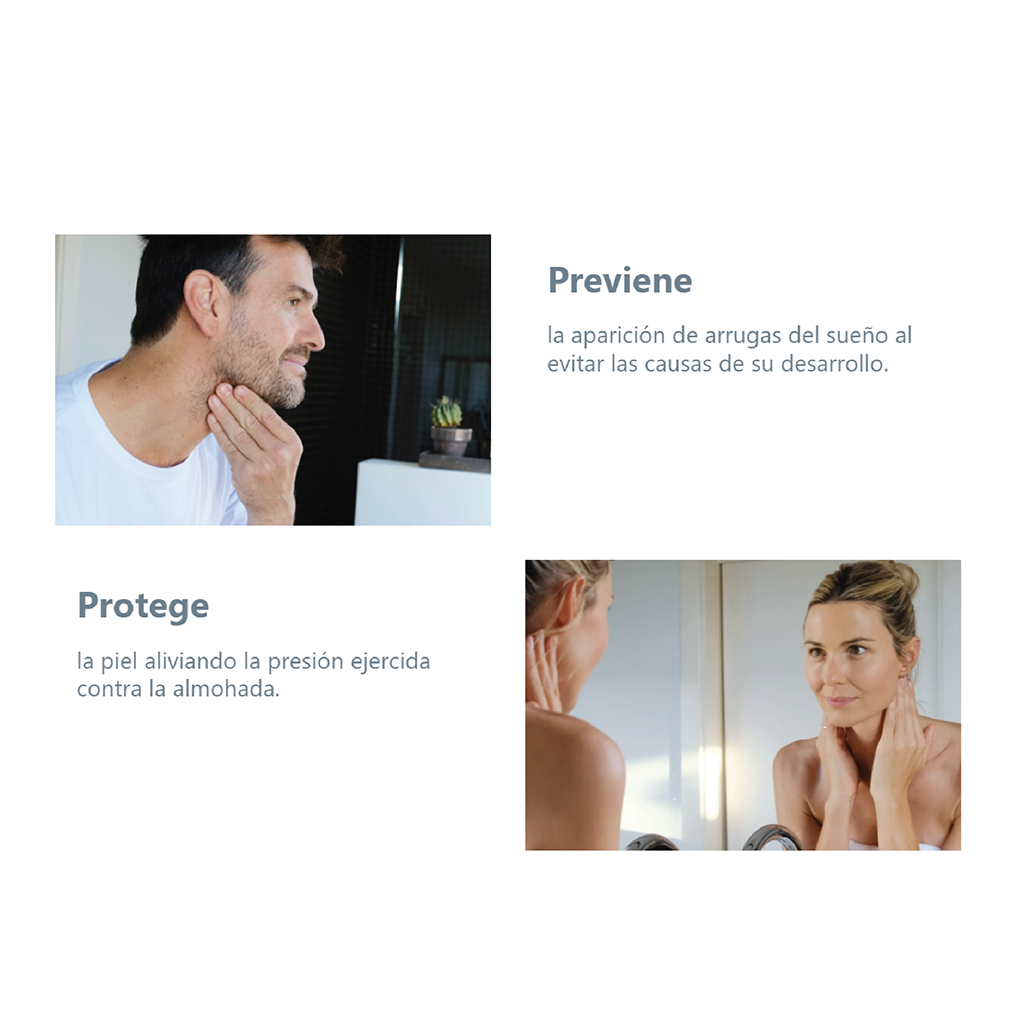 Previene
la aparición de arrugas del sueño al
evitar las causas de su desarrollo.
Protege
la piel aliviando la presión ejercida
contra la almohada.